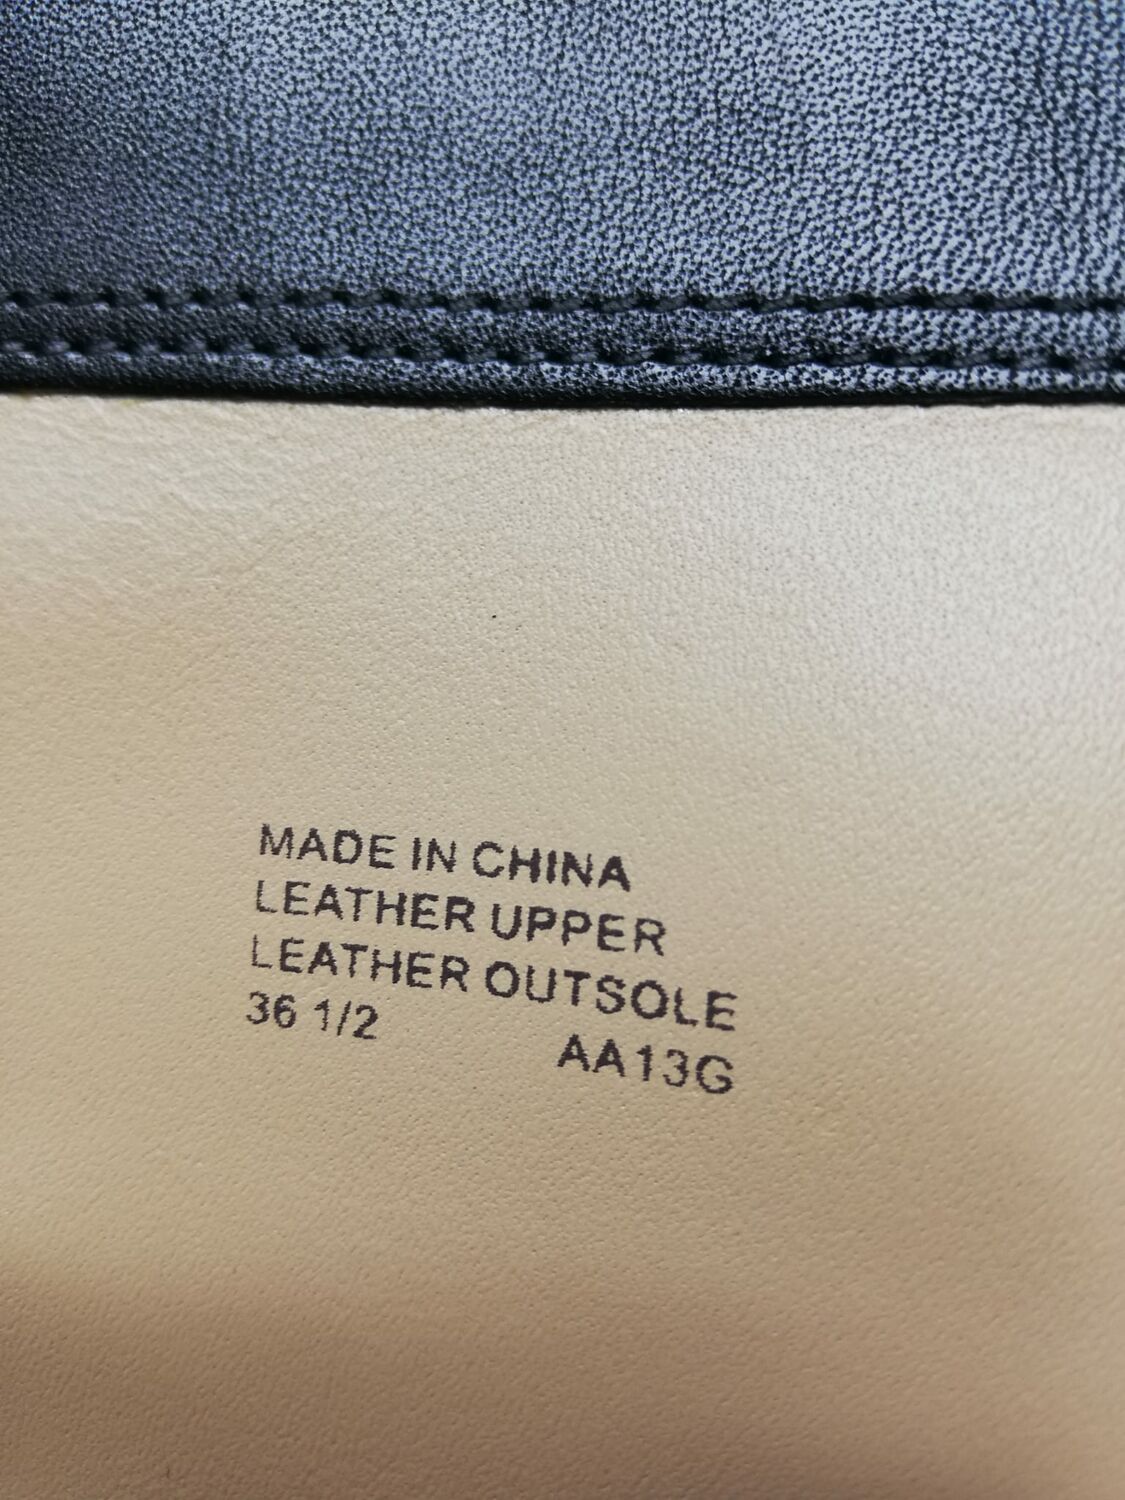 MADE IN CHINA
LEATHER UPPER
LEATHER OUTSOLE
36 1/2 AA13G